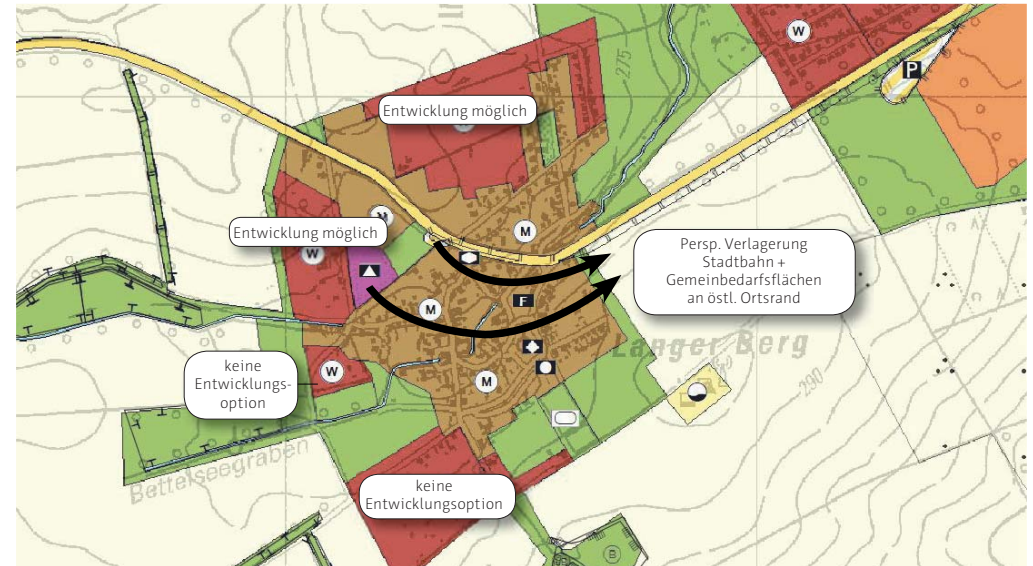 W
P
275
Entwicklung möglich
Entwicklung möglich
M
W
M
F
M
Persp. Verlagerung
Stadtbahn +
Gemeinbedarfsflächen
an östl. Ortsrand
Langer Berg
290
keine
Entwicklungs-
option
W
M
Bettelseegraben
keine
Entwicklungsoption
B